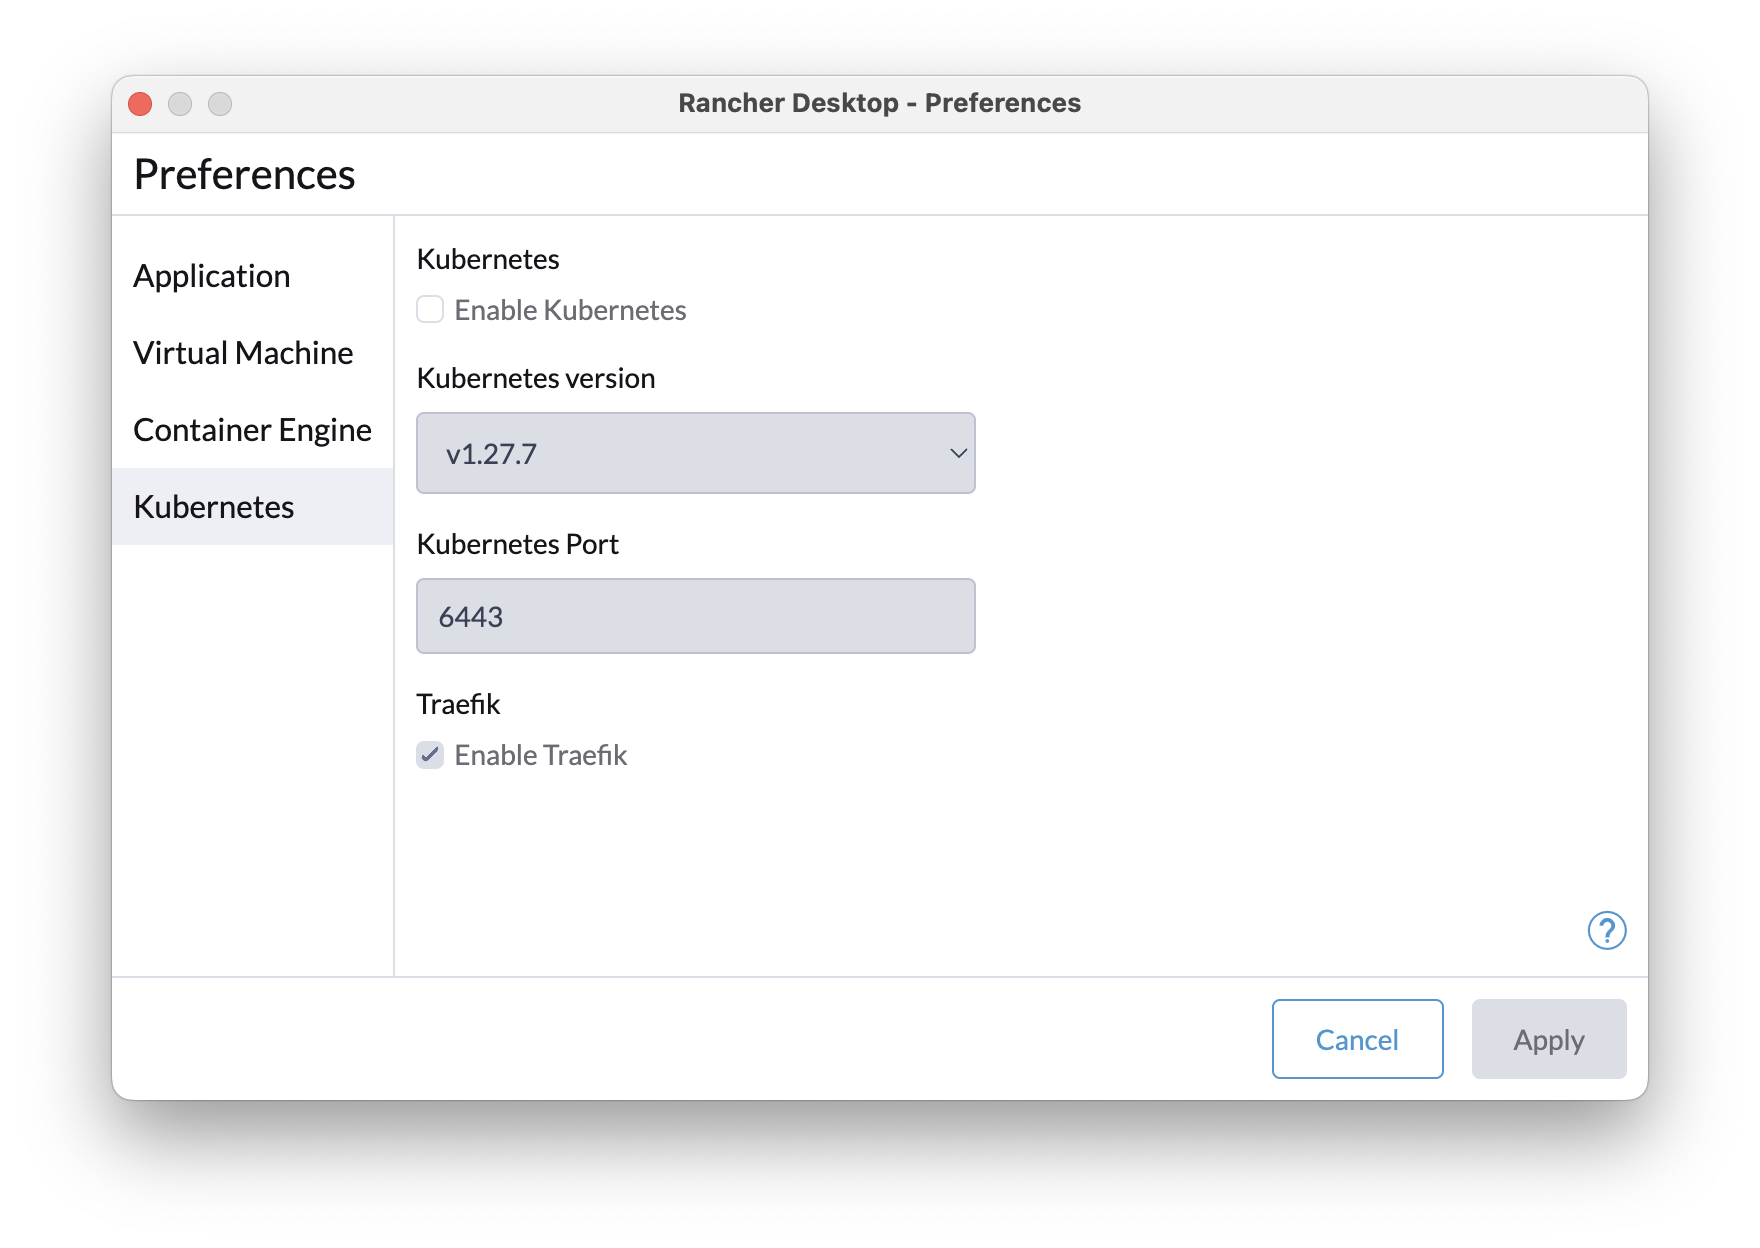 Rancher Desktop - Preferences
Preferences
Application
Virtual Machine
Container Engine
Kubernetes
Kubernetes
Enable Kubernetes
Kubernetes version
v1.27.7
Kubernetes Port
6443
Traefik
Enable Traefik
?
Cancel
Apply